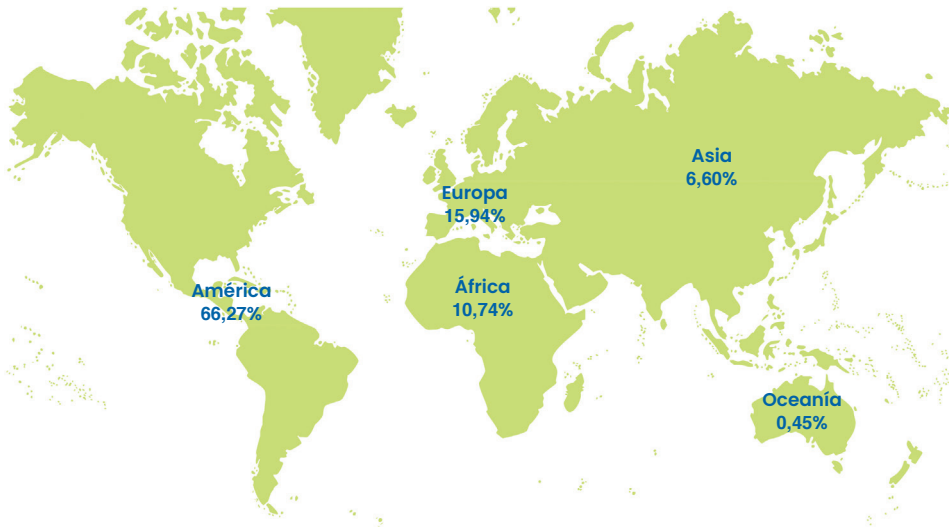 Asia
6,60%
Europa
15,94%
África
10,74%
América
66,27%
Oceanía
0,45%